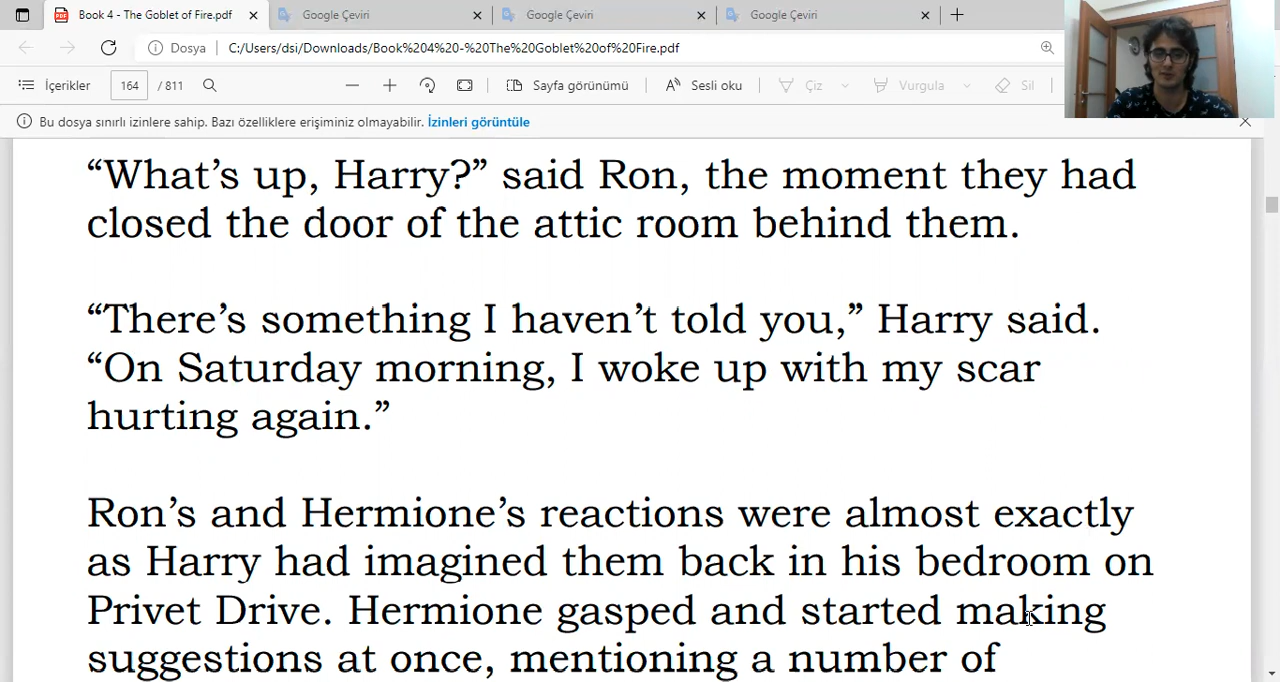 Book 4 - The Goblet of Fire.pdf
Google Çeviri
Google Çeviri
Google Çeviri
Dosya
C:/Users/dsi/Downloads/Book%204%20-%20The%20Goblet%20of%20Fire.pdf
İçerikler
164 / 811
Sayfa görünümü
Sesli oku
Çiz
Vurgula
Sil
Bu dosya sınırlı izinlere sahip. Bazı özelliklere erişiminiz olmayabilir. İzinleri görüntüle
“What’s up, Harry?” said Ron, the moment they had
closed the door of the attic room behind them.
“There’s something I haven’t told you,” Harry said.
“On Saturday morning, I woke up with my scar
hurting again.”
Ron’s and Hermione’s reactions were almost exactly
as Harry had imagined them back in his bedroom on
Privet Drive. Hermione gasped and started making
suggestions at once, mentioning a number of